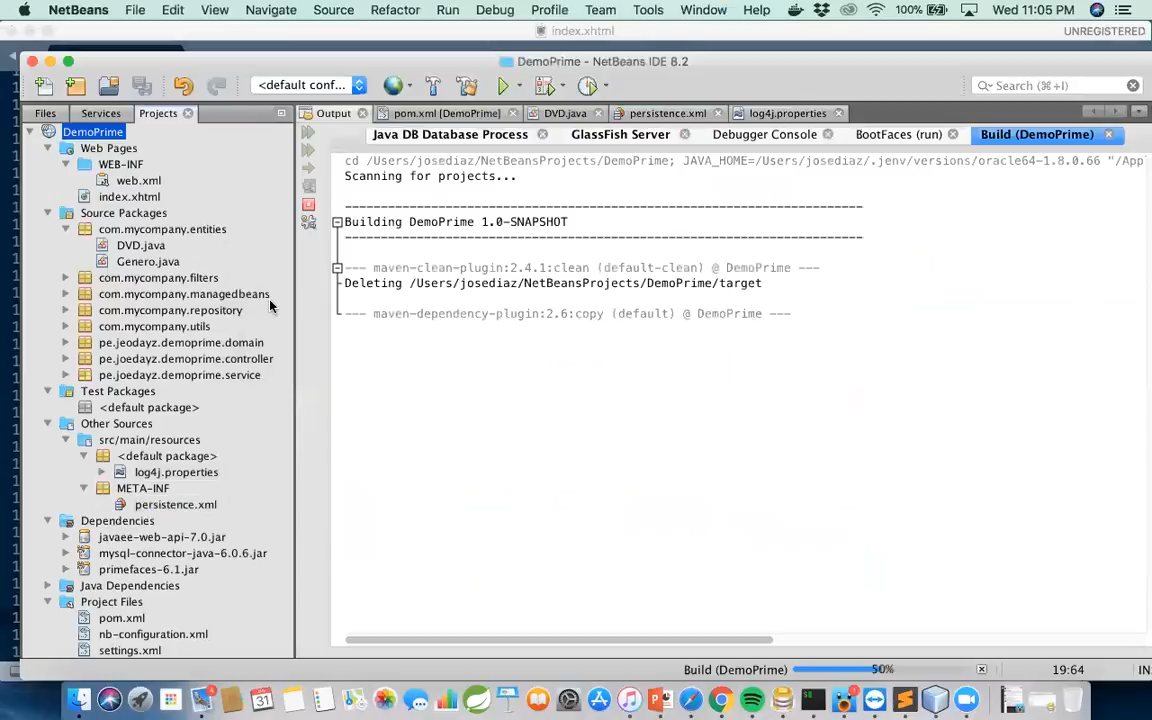 NetBeans File Edit View Navigate Source Refactor Run Debug Profile Team Tools Window Help 100% Wed 11:05 PM
index.xhtml UNREGISTERED
DemoPrime - NetBeans IDE 8.2
<default conf... Search (⌘+I)
Files Services Projects Output pom.xml [DemoPrime] DVD.java persistence.xml log4j.properties
Java DB Database Process GlassFish Server Debugger Console BootFaces (run) Build (DemoPrime)
DemoPrime
Web Pages
WEB-INF
web.xml
index.xhtml
Source Packages
com.mycompany.entities
DVD.java
Genero.java
com.mycompany.filters
com.mycompany.managedbeans
com.mycompany.repository
com.mycompany.utils
pe.jeodayz.demoprime.domain
pe.joedayz.demoprime.controller
pe.joedayz.demoprime.service
Test Packages
<default package>
Other Sources
src/main/resources
<default package>
log4j.properties
META-INF
persistence.xml
Dependencies
javaee-web-api-7.0.jar
mysql-connector-java-6.0.6.jar
primefaces-6.1.jar
Java Dependencies
Project Files
pom.xml
nb-configuration.xml
settings.xml
cd /Users/josediaz/NetBeansProjects/DemoPrime; JAVA_HOME=/Users/josediaz/.jenv/versions/oracle64-1.8.0.66 "/App
Scanning for projects...
------------------------------------------------------------------------
Building DemoPrime 1.0-SNAPSHOT
------------------------------------------------------------------------
--- maven-clean-plugin:2.4.1:clean (default-clean) @ DemoPrime ---
Deleting /Users/josediaz/NetBeansProjects/DemoPrime/target
--- maven-dependency-plugin:2.6:copy (default) @ DemoPrime ---
Build (DemoPrime) 50% 19:64 IN